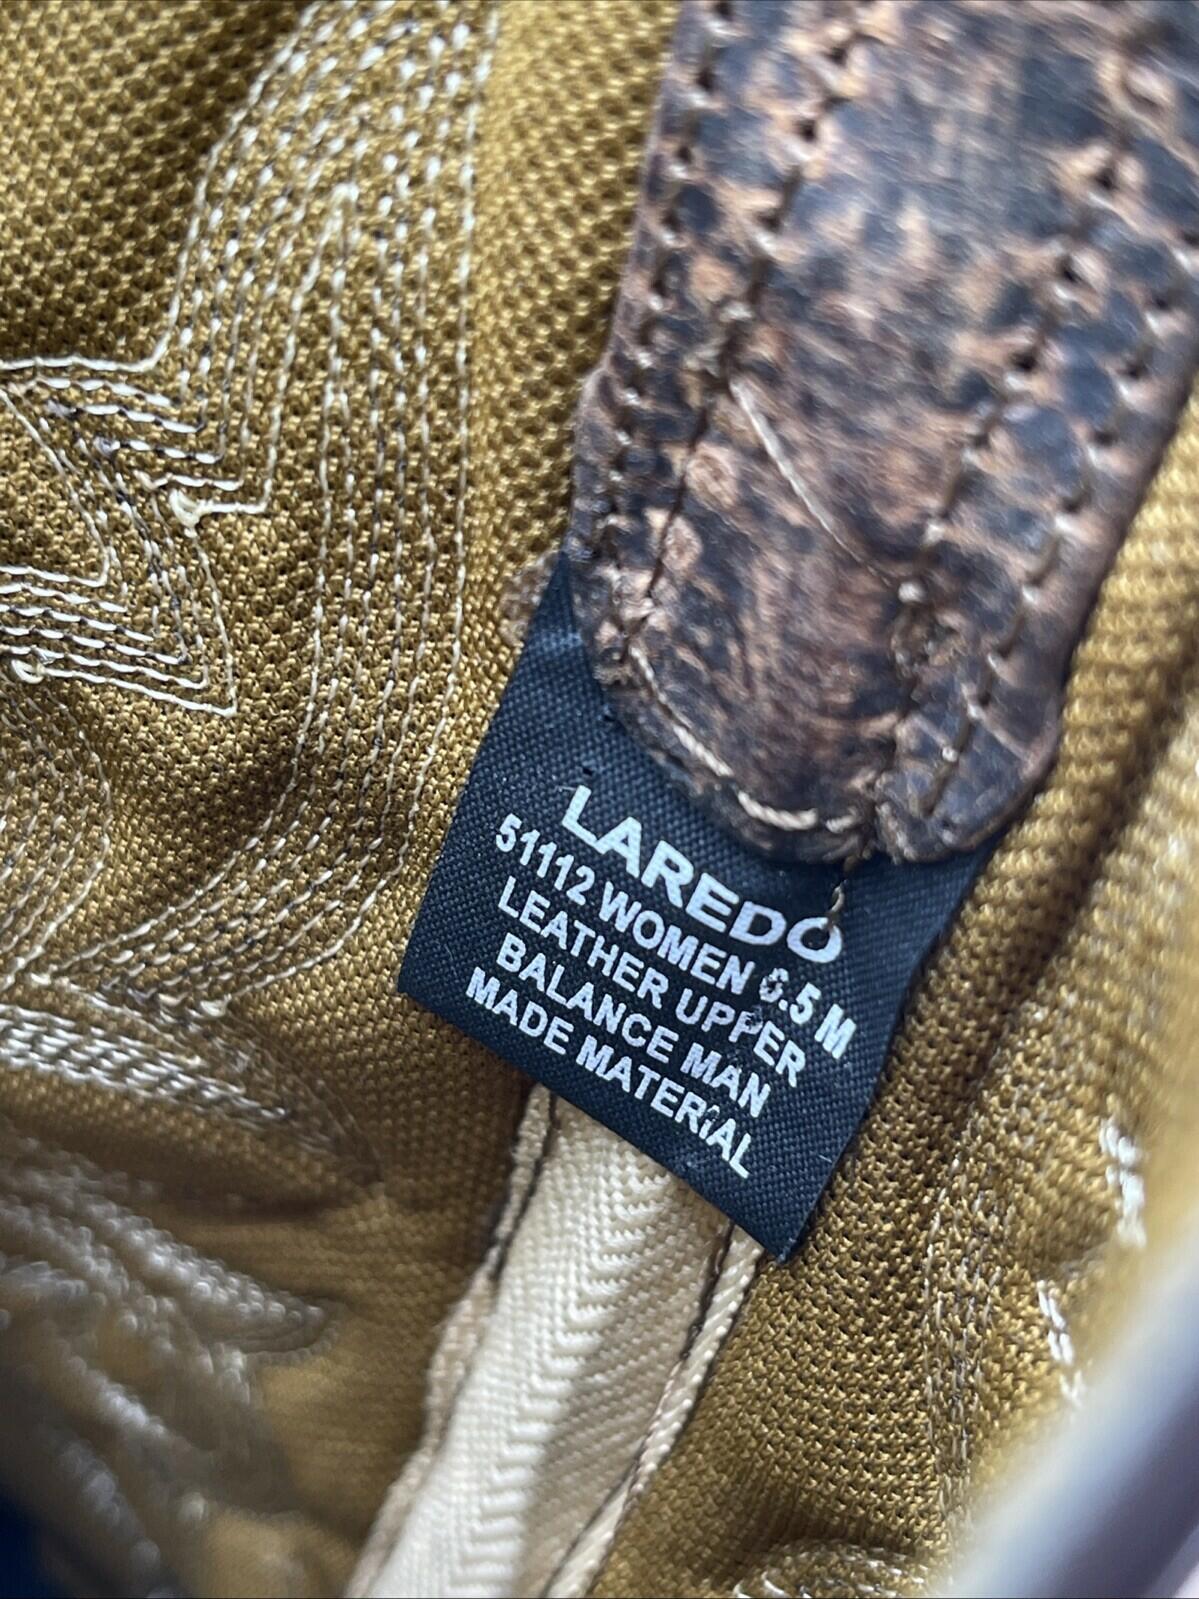 LAREDO
51112 WOMEN 6.5 M
LEATHER UPPER
BALANCE MAN
MADE MATERIAL